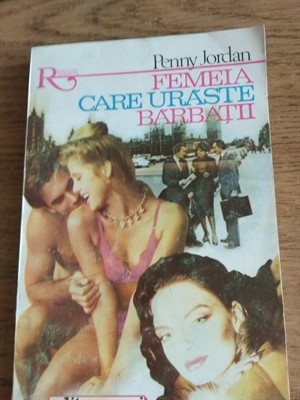 Penny Jordan
FEMEIA
CARE URĂȘTE
BĂRBAȚII